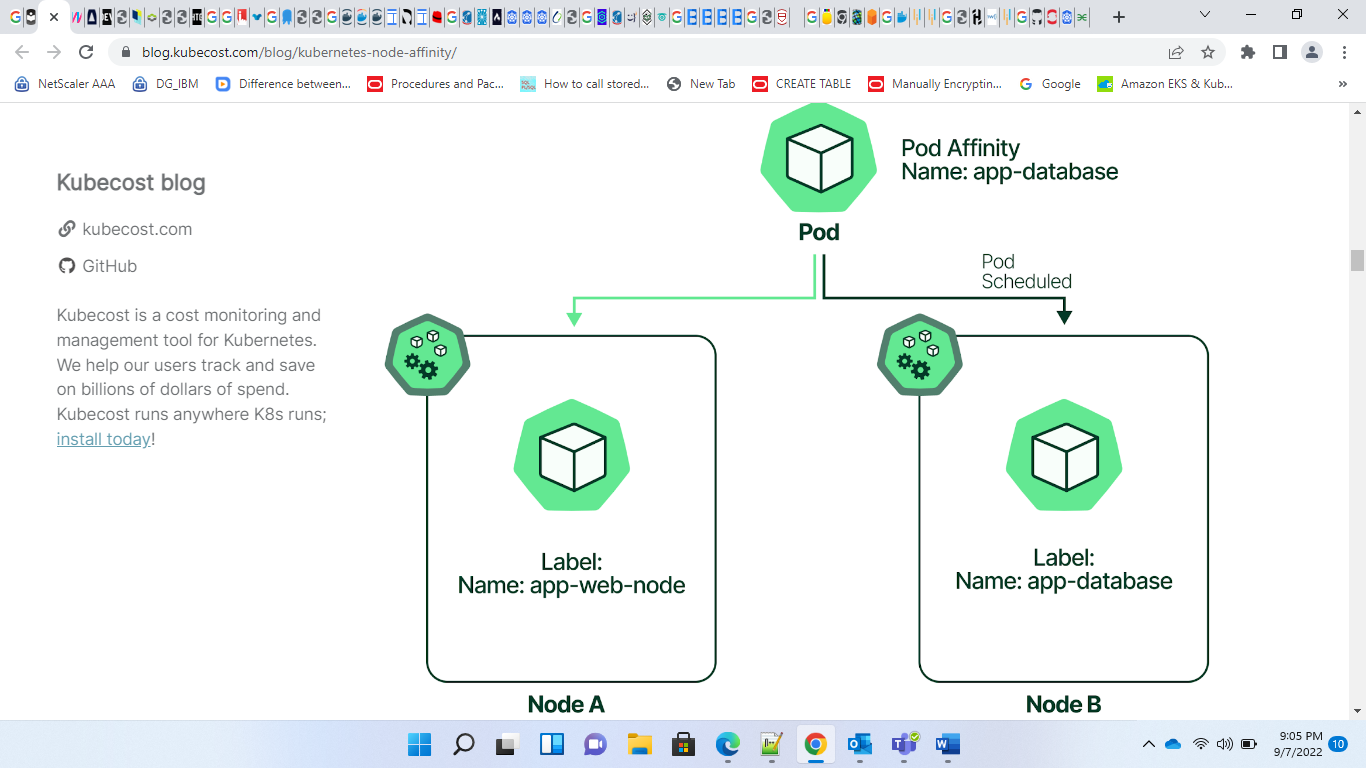 blog.kubecost.com/blog/kubernetes-node-affinity/
NetScaler AAA
DG_IBM
Difference between...
Procedures and Pac...
How to call stored...
New Tab
CREATE TABLE
Manually Encryptin...
Google
Amazon EKS & Kub...
»
Kubecost blog
kubecost.com
GitHub
Kubecost is a cost monitoring and
management tool for Kubernetes.
We help our users track and save
on billions of dollars of spend.
Kubecost runs anywhere K8s runs;
install today!
Pod Affinity
Name: app-database
Pod
Pod
Scheduled
Label:
Name: app-web-node
Node A
Label:
Name: app-database
Node B
9:05 PM
9/7/2022
10